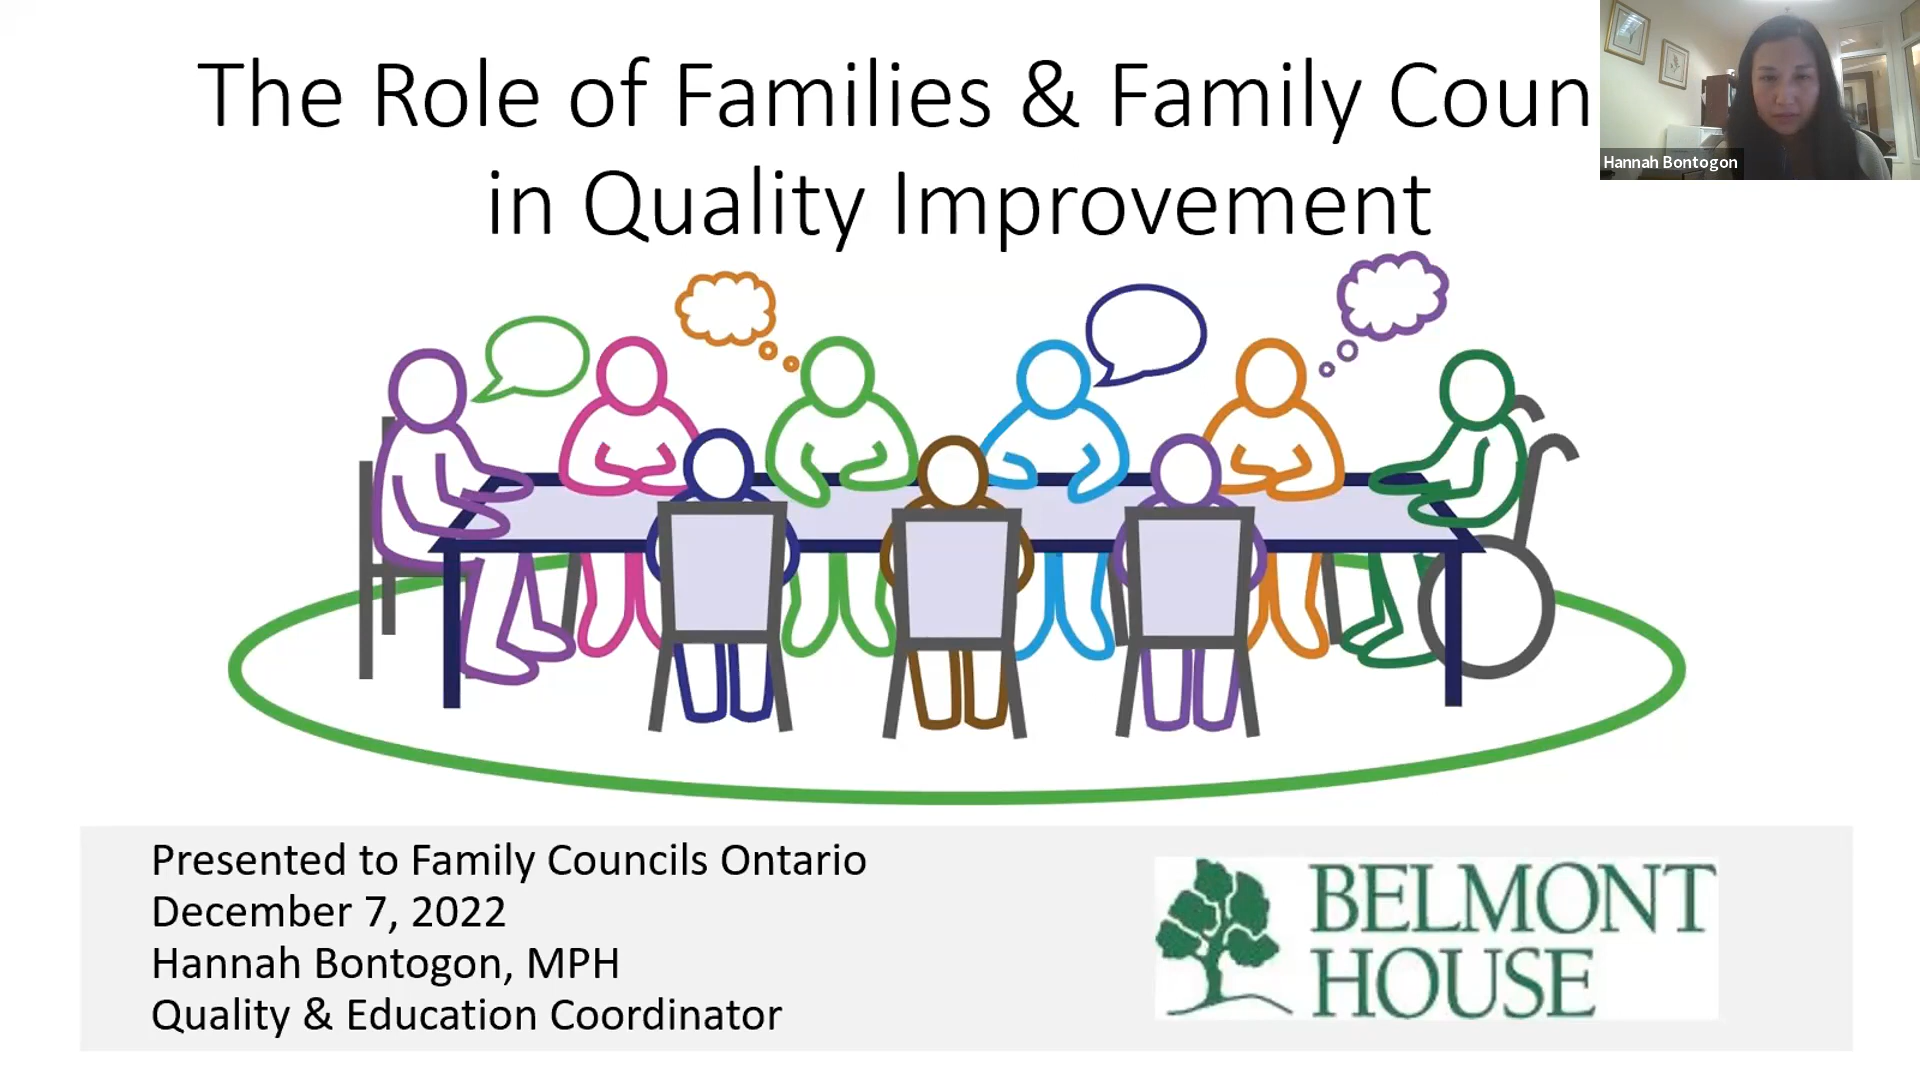 The Role of Families & Family Coun
in Quality Improvement
Hannah Bontogon
Presented to Family Councils Ontario
December 7, 2022
Hannah Bontogon, MPH
Quality & Education Coordinator
BELMONT
HOUSE